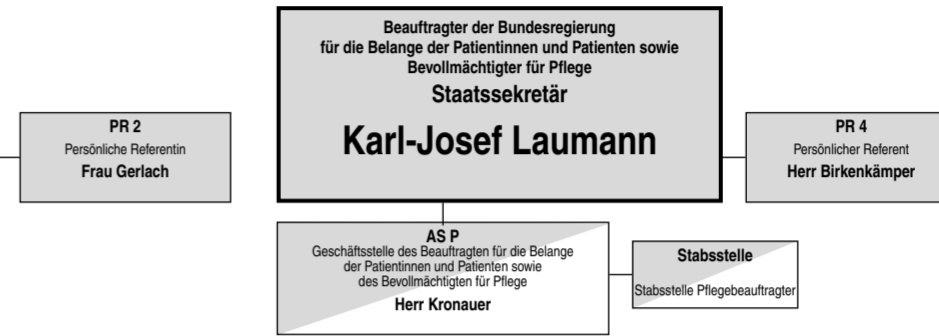 Beauftragter der Bundesregierung
für die Belange der Patientinnen und Patienten sowie
Bevollmächtigter für Pflege
Staatssekretär
Karl-Josef Laumann
PR 2
Persönliche Referentin
Frau Gerlach
PR 4
Persönlicher Referent
Herr Birkenkämper
AS P
Geschäftsstelle des Beauftragten für die Belange
der Patientinnen und Patienten sowie
des Bevollmächtigten für Pflege
Herr Kronauer
Stabsstelle
Stabsstelle Pflegebeauftragter